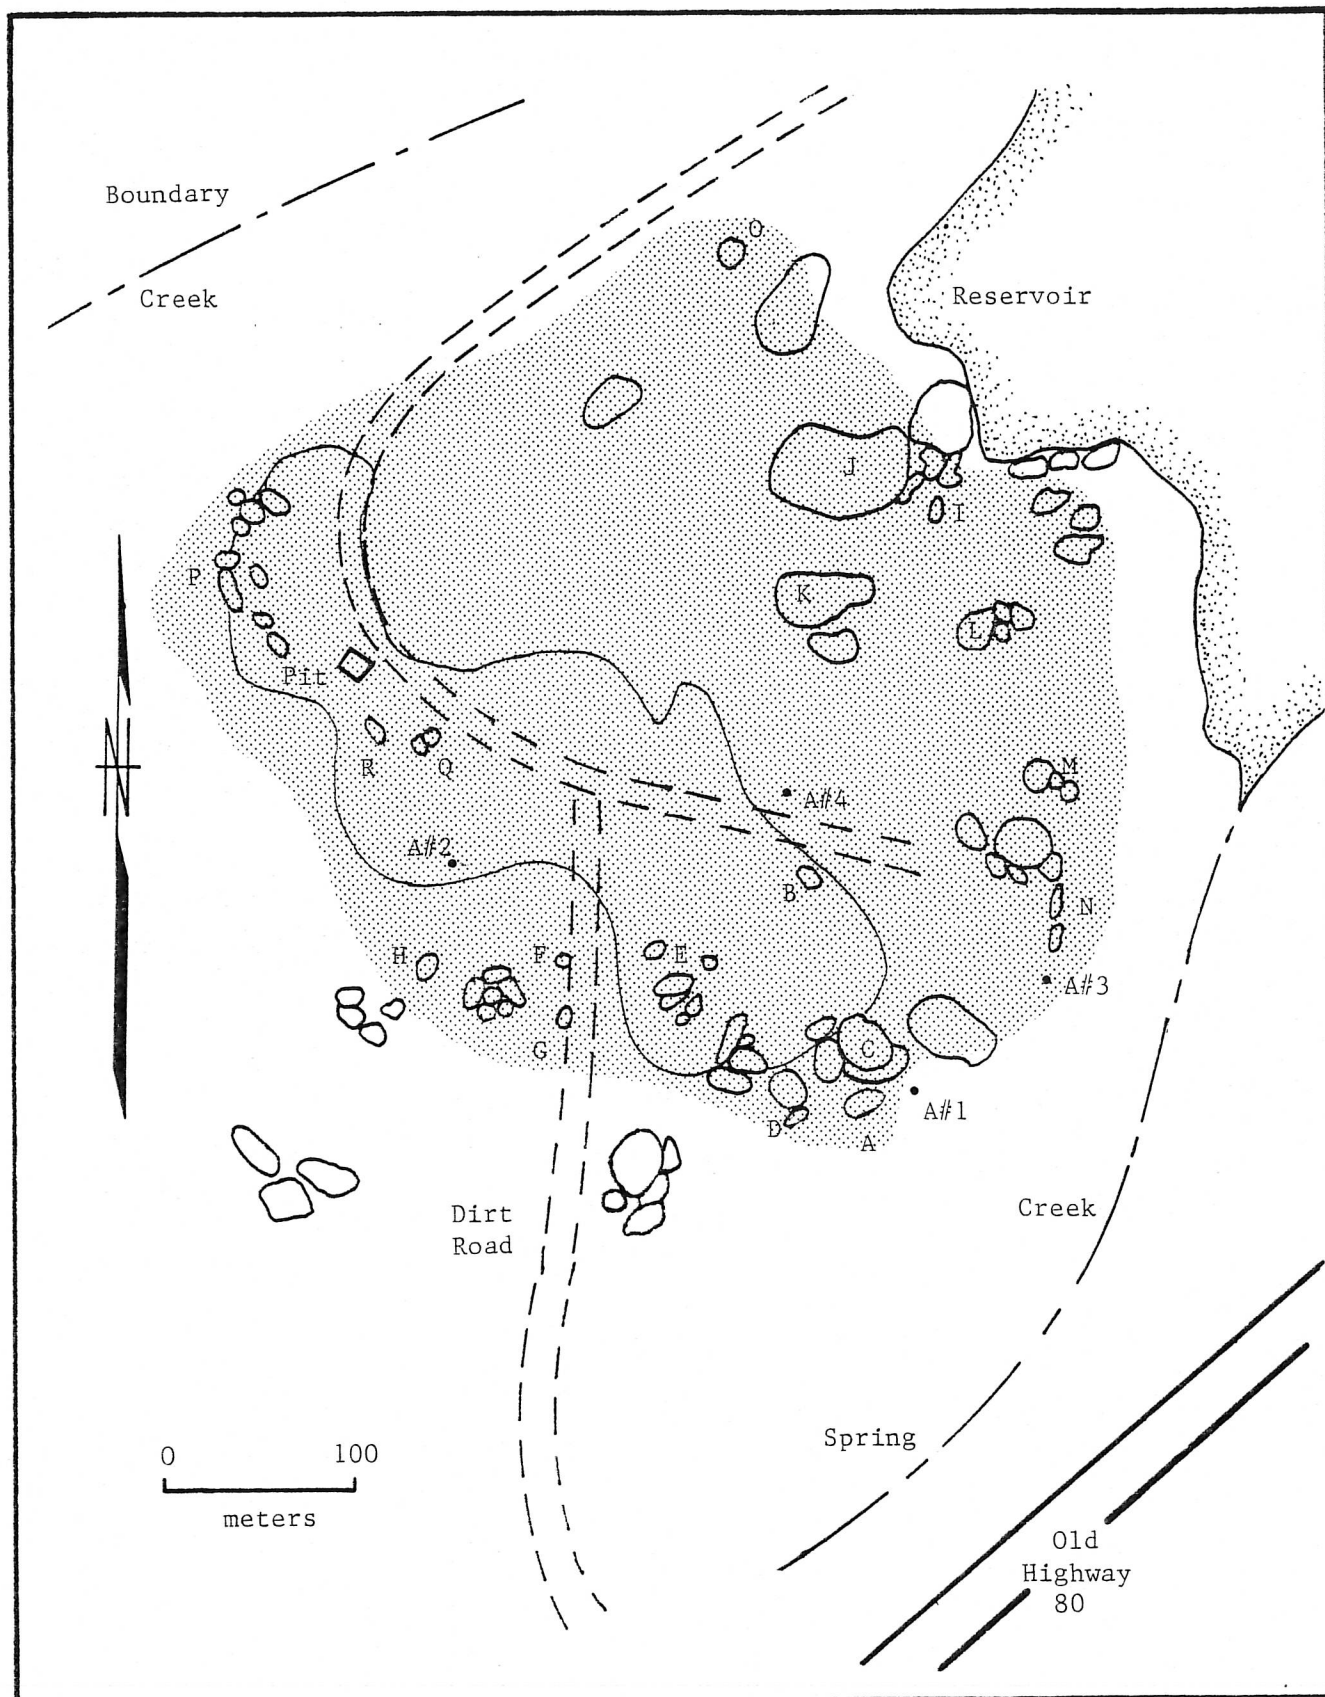 Boundary
Creek
O
Reservoir
J
I
P
K
L
Pit
R
Q
M
N
A#4
A#2
B
N
H
F
E
A#3
G
C
D
A
A#1
Dirt
Road
Creek
0 100
meters
Spring
Old
Highway
80